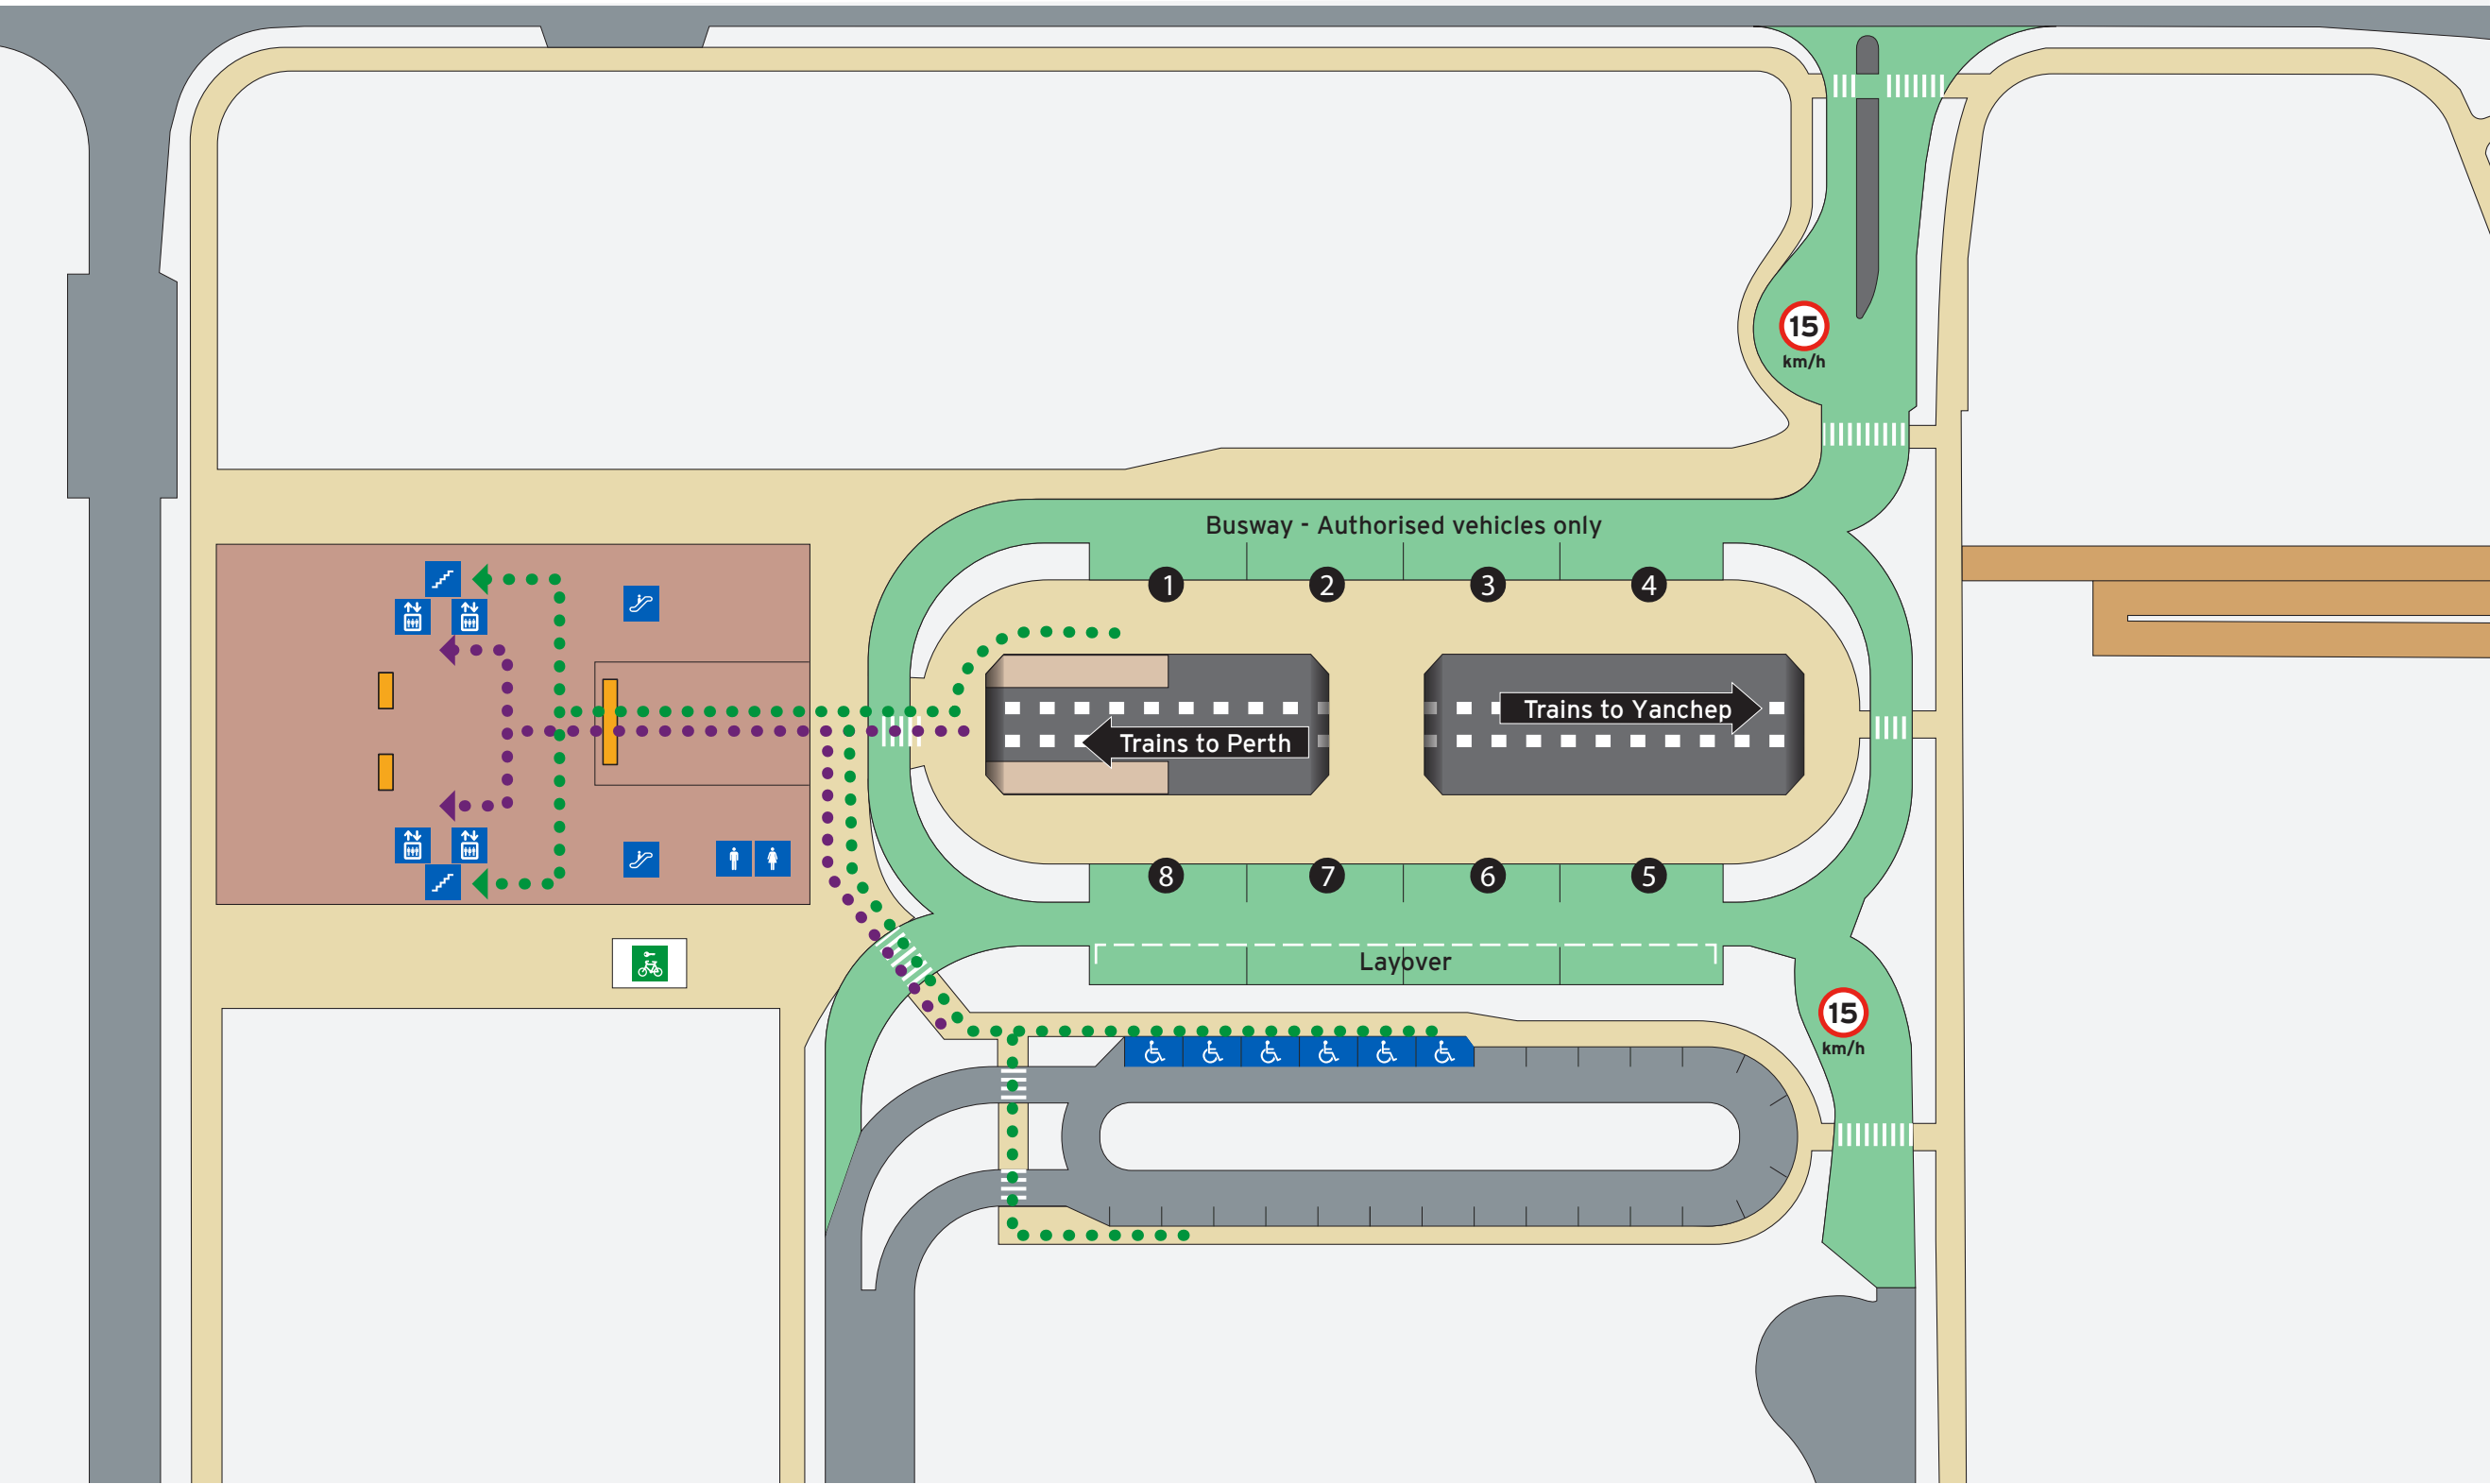 15
km/h
Busway - Authorised vehicles only
1
2
3
4
Trains to Yanchep
Trains to Perth
8
7
6
5
Layover
15
km/h